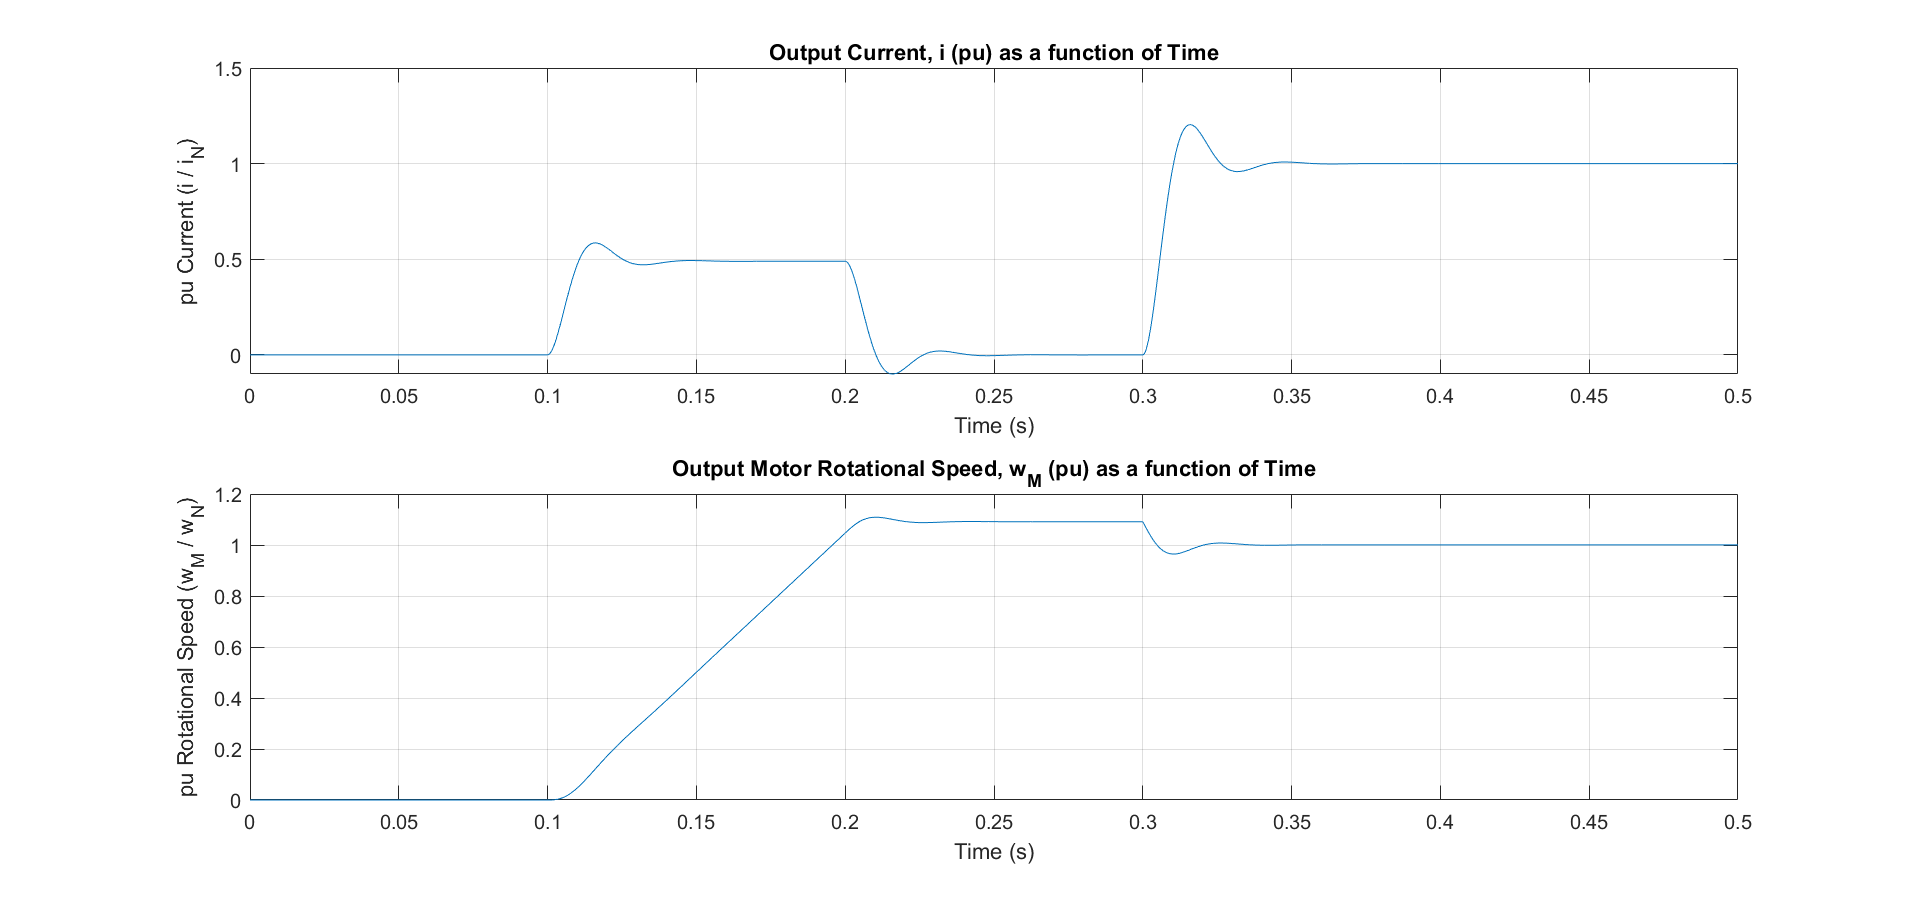 Output Current, i (pu) as a function of Time
pu Current (i / i_N)
1.5
1
0.5
0
0 0.05 0.1 0.15 0.2 0.25 0.3 0.35 0.4 0.45 0.5
Time (s)
Output Motor Rotational Speed, w_M (pu) as a function of Time
pu Rotational Speed (w_M / w_N)
1.2
1
0.8
0.6
0.4
0.2
0
0 0.05 0.1 0.15 0.2 0.25 0.3 0.35 0.4 0.45 0.5
Time (s)